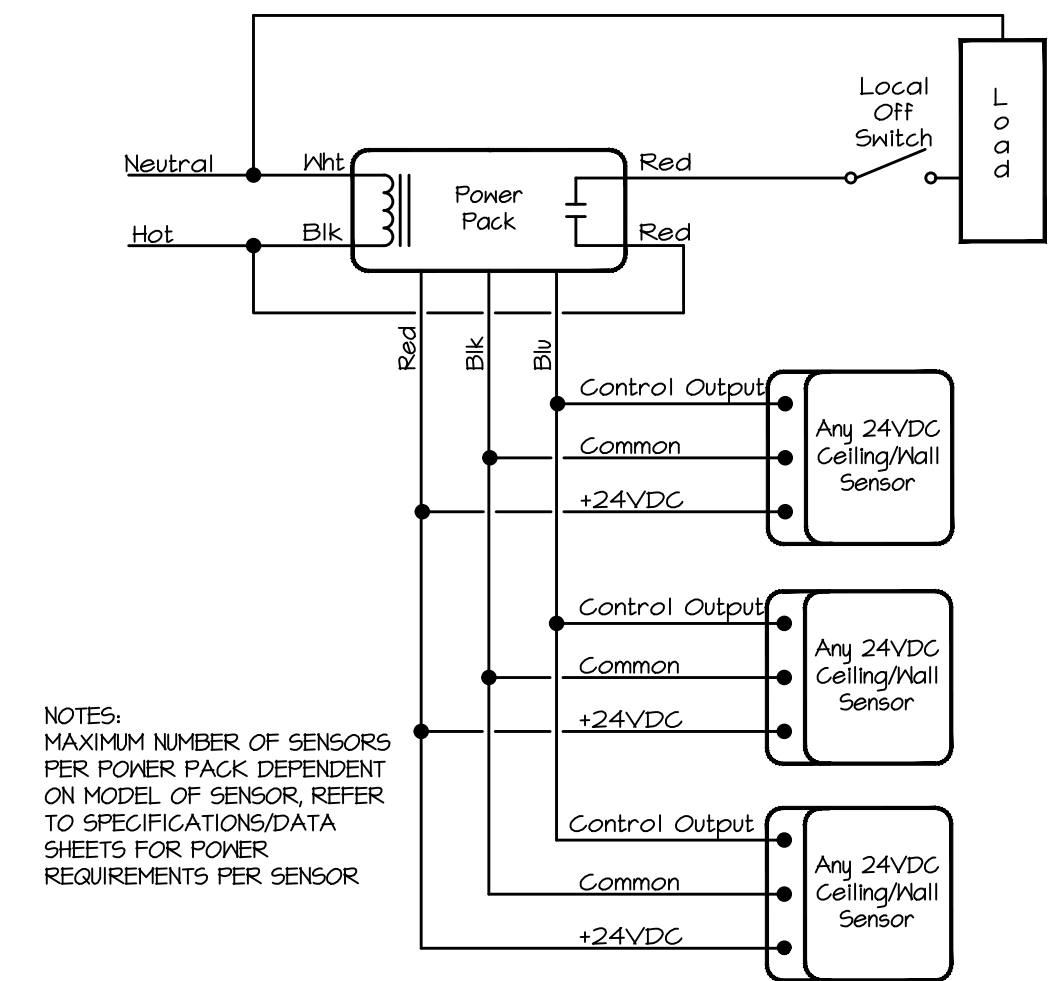 Local
Off
Switch
Load
Neutral
Wht
Power
Pack
Red
Hot
Blk
Red
Red
Blk
Blu
Control Output
Common
+24VDC
Any 24VDC
Ceiling/Wall
Sensor
Control Output
Common
+24VDC
Any 24VDC
Ceiling/Wall
Sensor
NOTES:
MAXIMUM NUMBER OF SENSORS
PER POWER PACK DEPENDENT
ON MODEL OF SENSOR, REFER
TO SPECIFICATIONS/DATA
SHEETS FOR POWER
REQUIREMENTS PER SENSOR
Control Output
Common
+24VDC
Any 24VDC
Ceiling/Wall
Sensor